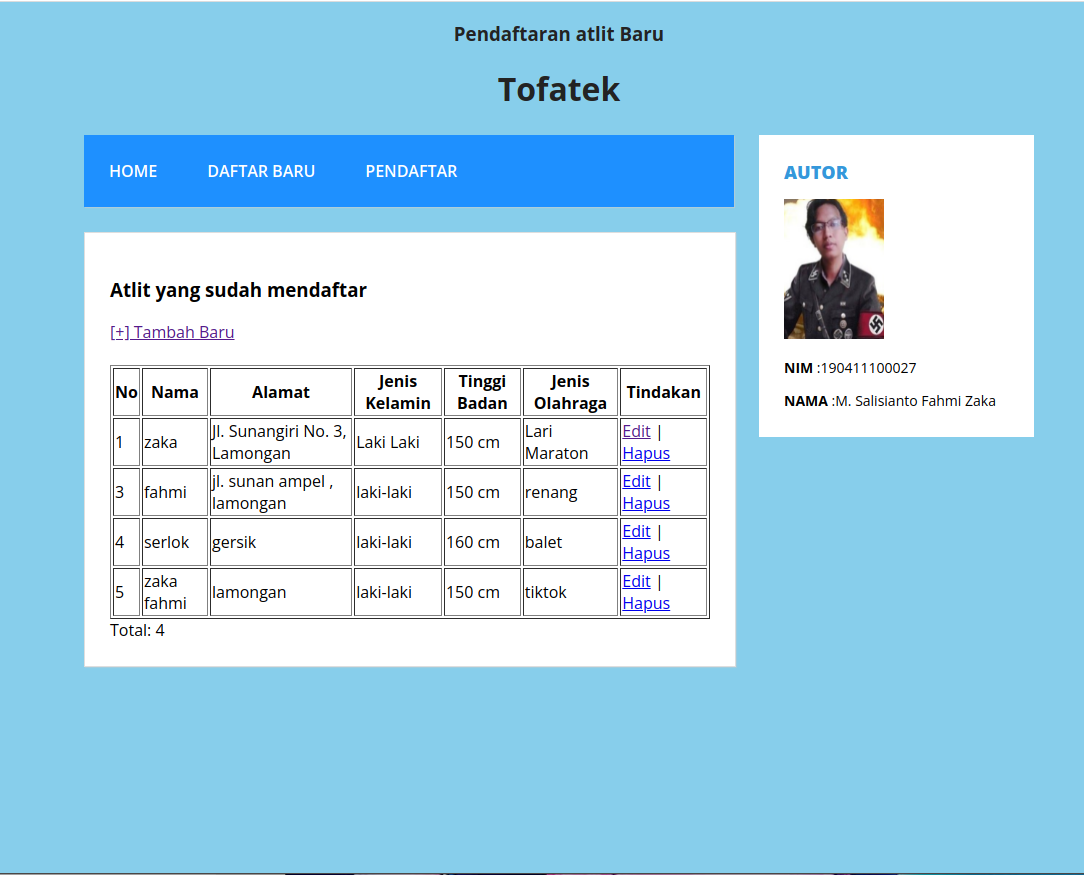 Pendaftaran atlit Baru
Tofatek
HOME DAFTAR BARU PENDAFTAR
Atlit yang sudah mendaftar
[+] Tambah Baru
No Nama Alamat Jenis Kelamin Tinggi Badan Jenis Olahraga Tindakan
1 zaka Jl. Sunangiri No. 3, Lamongan Laki Laki 150 cm Lari Maraton Edit | Hapus
3 fahmi jl. sunan ampel , lamongan laki-laki 150 cm renang Edit | Hapus
4 serlok gersik laki-laki 160 cm balet Edit | Hapus
5 zaka fahmi lamongan laki-laki 150 cm tiktok Edit | Hapus
Total: 4
AUTOR
NIM :190411100027
NAMA :M. Salisianto Fahmi Zaka